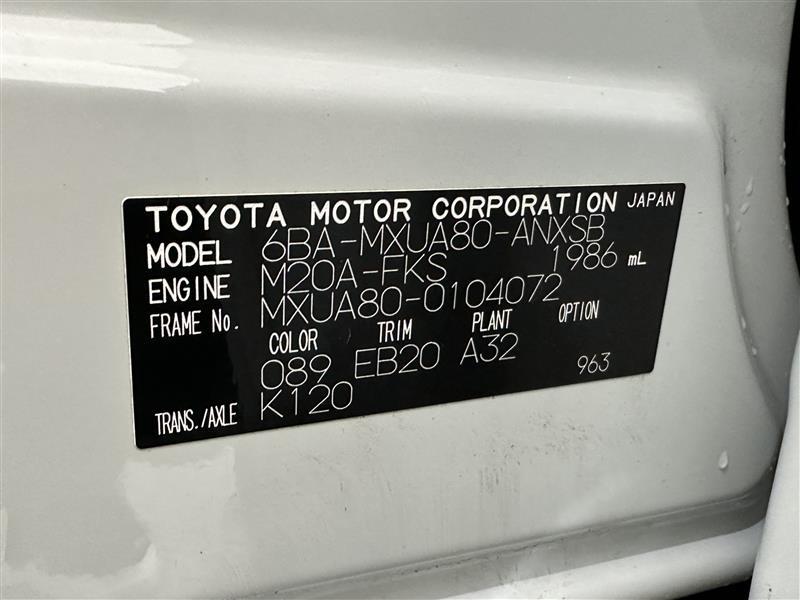 TOYOTA MOTOR CORPORATION JAPAN
MODEL 6BA-MXUA80-ANXSB
ENGINE M20A-FKS 1986 mL
FRAME No. MXUA80-0104072
COLOR TRIM PLANT OPTION
089 EB20 A32 963
TRANS./AXLE K120